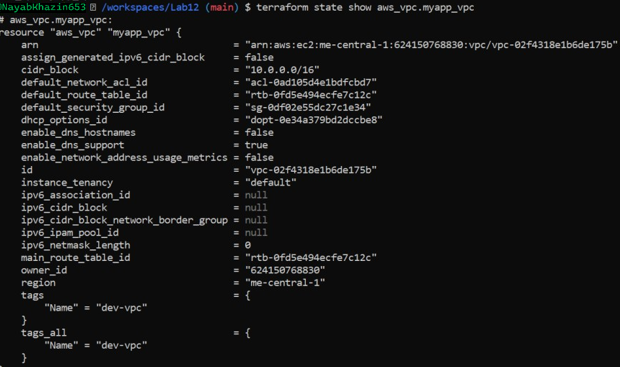 NayabKhazin653 /workspaces/Lab12 (main) $ terraform state show aws_vpc.myapp_vpc
# aws_vpc.myapp_vpc:
resource "aws_vpc" "myapp_vpc" {
    arn                                  = "arn:aws:ec2:me-central-1:624150768830:vpc/vpc-02f4318e1b6de175b"
    assign_generated_ipv6_cidr_block     = false
    cidr_block                           = "10.0.0.0/16"
    default_network_acl_id               = "acl-0ad105d4e1bdfcbd7"
    default_route_table_id               = "rtb-0fd5e494ecfe7c12c"
    default_security_group_id            = "sg-0df02e55dc27c1e34"
    dhcp_options_id                      = "dopt-0e34a379bd2dccbe8"
    enable_dns_hostnames                 = false
    enable_dns_support                   = true
    enable_network_address_usage_metrics = false
    id                                   = "vpc-02f4318e1b6de175b"
    instance_tenancy                     = "default"
    ipv6_association_id                  = null
    ipv6_cidr_block                      = null
    ipv6_cidr_block_network_border_group = null
    ipv6_ipam_pool_id                    = null
    ipv6_netmask_length                  = 0
    main_route_table_id                  = "rtb-0fd5e494ecfe7c12c"
    owner_id                             = "624150768830"
    region                               = "me-central-1"
    tags                                 = {
        "Name" = "dev-vpc"
    }
    tags_all                             = {
        "Name" = "dev-vpc"
    }